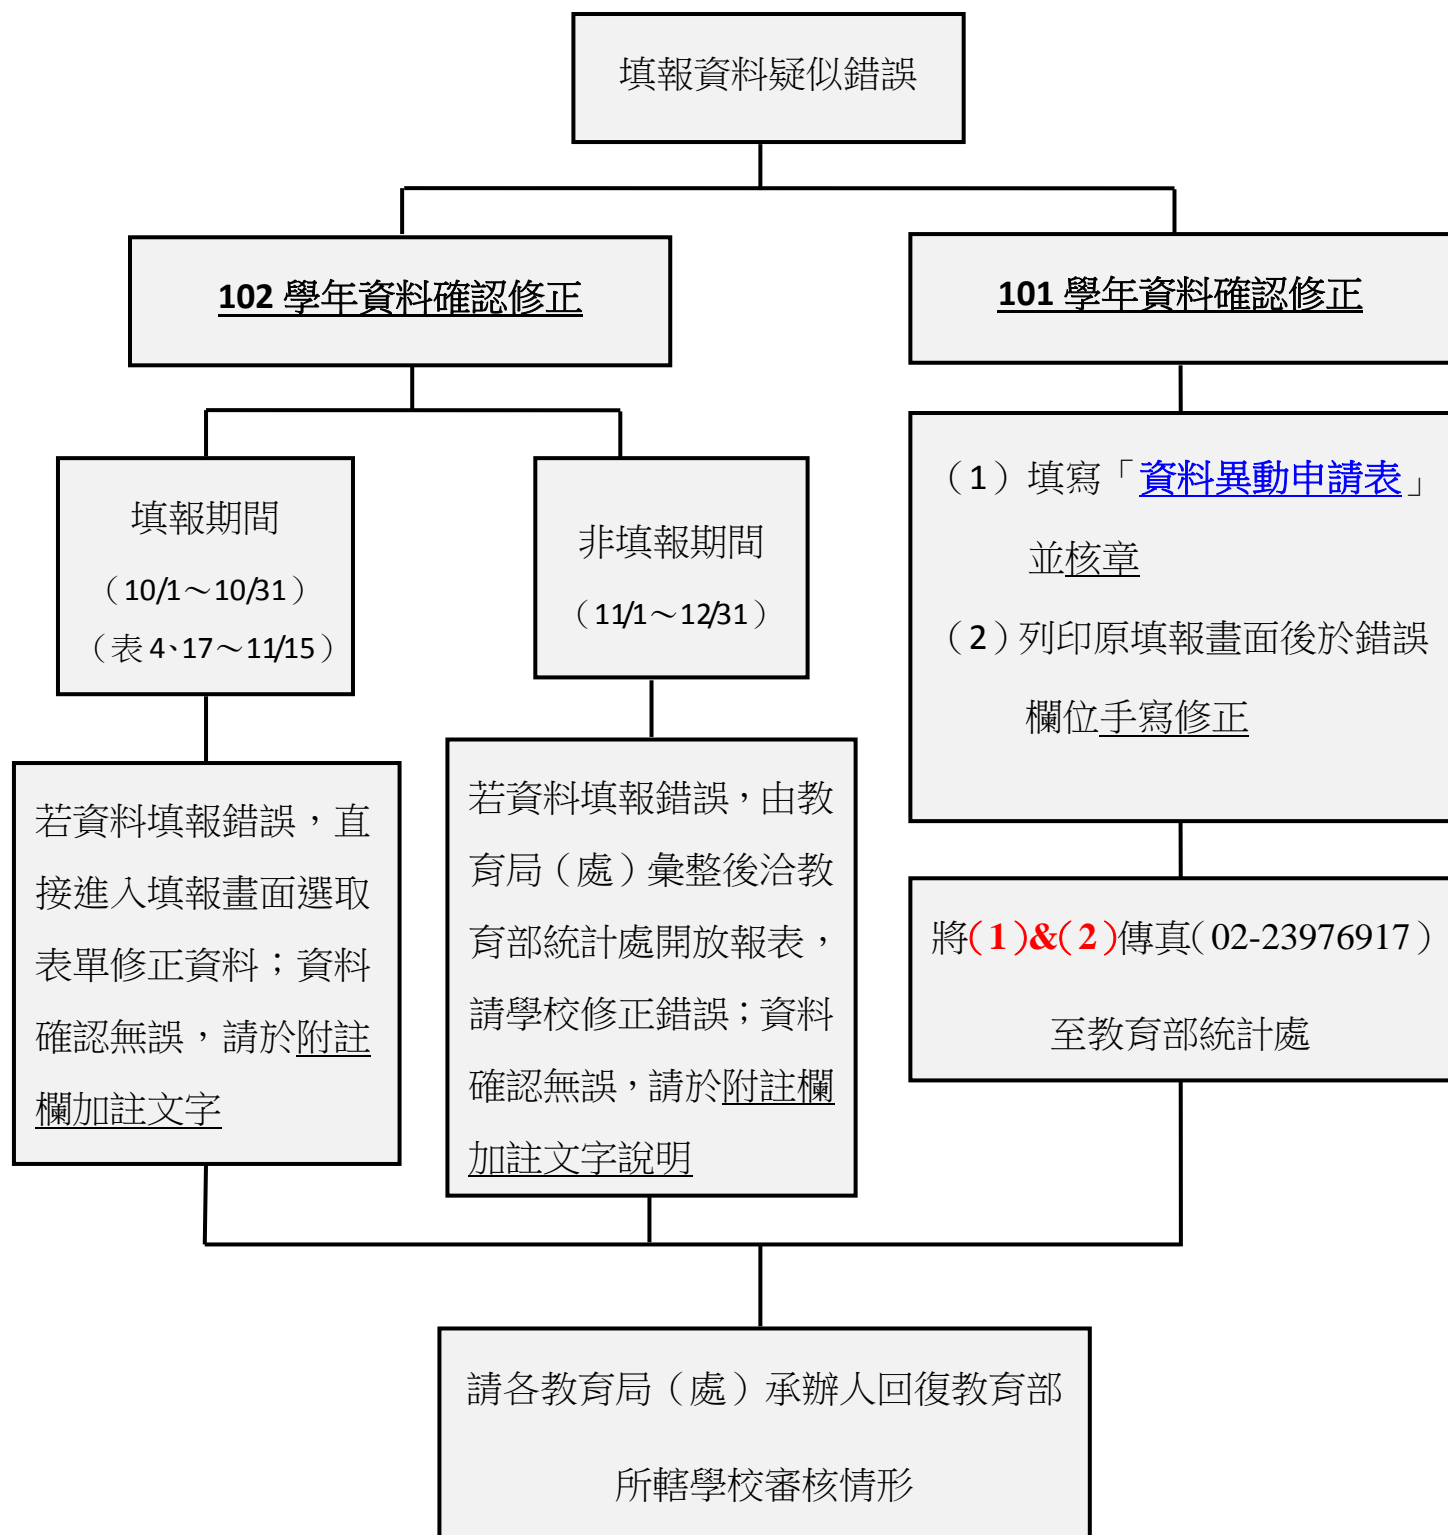 填報資料疑似錯誤
102 學年資料確認修正
101 學年資料確認修正
填報期間
（10/1～10/31）
（表 4、17～11/15）
非填報期間
（11/1～12/31）
（1）填寫「資料異動申請表」
並核章
（2）列印原填報畫面後於錯誤
欄位手寫修正
若資料填報錯誤，直
接進入填報畫面選取
表單修正資料；資料
確認無誤，請於附註
欄加註文字
若資料填報錯誤，由教
育局（處）彙整後洽教
育部統計處開放報表，
請學校修正錯誤；資料
確認無誤，請於附註欄
加註文字說明
將(1)&(2)傳真(02-23976917)
至教育部統計處
請各教育局（處）承辦人回復教育部
所轄學校審核情形